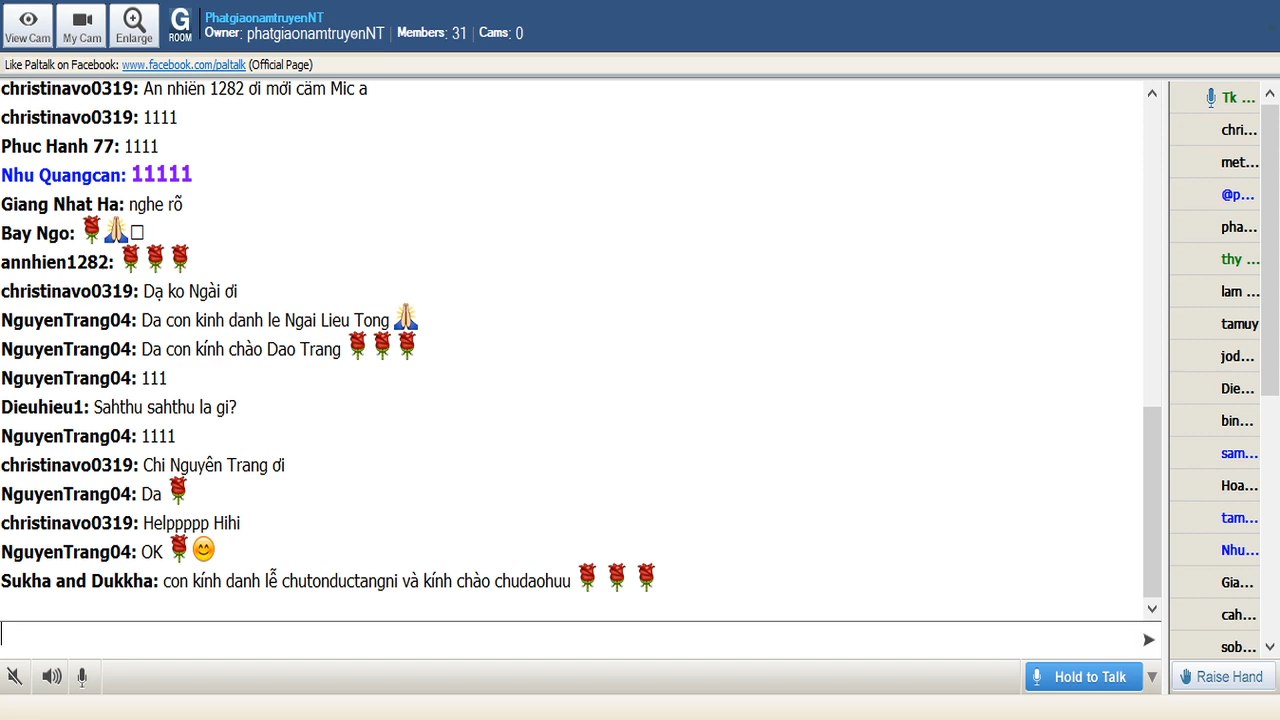 View Cam
My Cam
Enlarge
G
ROOM
PhatgiaonamtruyenNT
Owner: phatgiaonamtruyenNT | Members: 31 | Cams: 0
Like Paltalk on Facebook: www.facebook.com/paltalk (Official Page)
christinavo0319: An nhiên 1282 ơi mới cãm Mic a
christinavo0319: 1111
Phuc Hanh 77: 1111
Nhu Quangcan: 11111
Giang Nhat Ha: nghe rõ
Bay Ngo: 🌹🙏□
annhien1282: 🌹🌹🌹
christinavo0319: Dạ ko Ngài ơi
NguyenTrang04: Da con kinh danh le Ngai Lieu Tong 🙏
NguyenTrang04: Da con kính chào Dao Trang 🌹🌹🌹
NguyenTrang04: 111
Dieuhieu1: Sahthu sahthu la gi?
NguyenTrang04: 1111
christinavo0319: Chi Nguyên Trang ơi
NguyenTrang04: Da 🌹
christinavo0319: Helppppp Hihi
NguyenTrang04: OK 🌹😊
Sukha and Dukkha: con kính danh lễ chutonductangni và kính chào chudaohuu 🌹🌹🌹
Tk ...
chri...
met...
@p...
pha...
thy ...
lam ...
tamuy
jod...
Die...
bin...
sam...
Hoa...
tam...
Nhu...
Gia...
cah...
sob...
Hold to Talk
Raise Hand